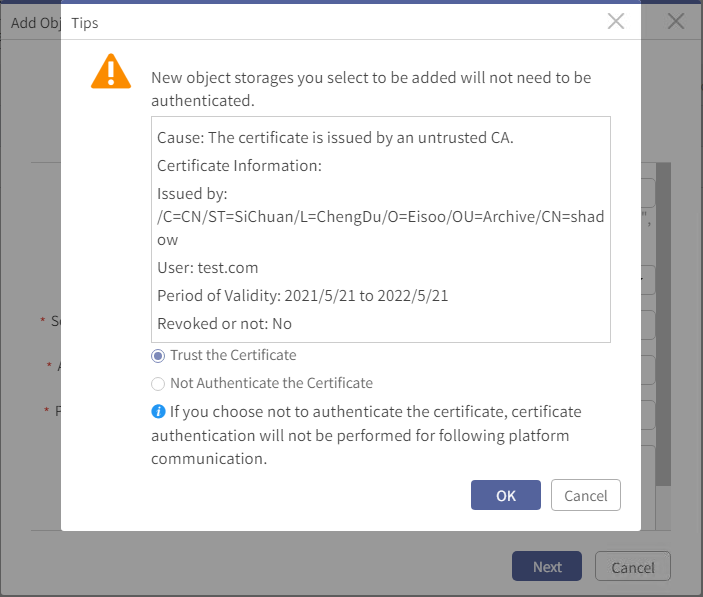 Add Obj
Tips
New object storages you select to be added will not need to be
authenticated.
Cause: The certificate is issued by an untrusted CA.
Certificate Information:
Issued by:
/C=CN/ST=SiChuan/L=ChengDu/O=Eisoo/OU=Archive/CN=shad
ow
User: test.com
Period of Validity: 2021/5/21 to 2022/5/21
Revoked or not: No
Trust the Certificate
Not Authenticate the Certificate
If you choose not to authenticate the certificate, certificate
authentication will not be performed for following platform
communication.
OK
Cancel
Next
Cancel